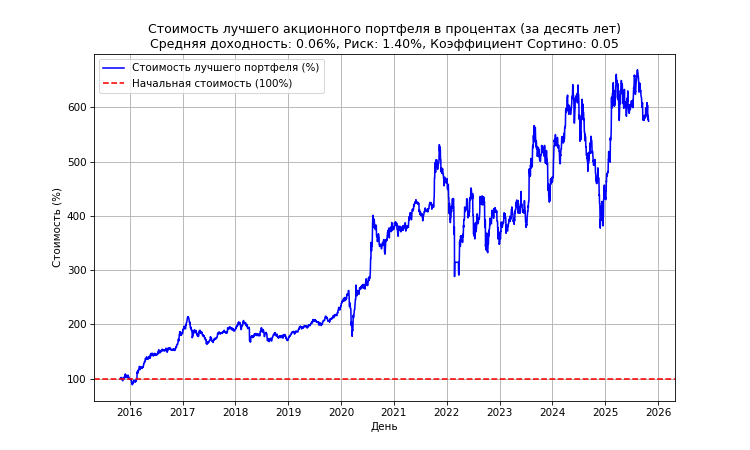 Стоимость лучшего акционного портфеля в процентах (за десять лет)
Средняя доходность: 0.06%, Риск: 1.40%, Коэффициент Сортино: 0.05
Стоимость лучшего портфеля (%)
Начальная стоимость (100%)
Стоимость (%)
600
500
400
300
200
100
2016 2017 2018 2019 2020 2021 2022 2023 2024 2025 2026
День